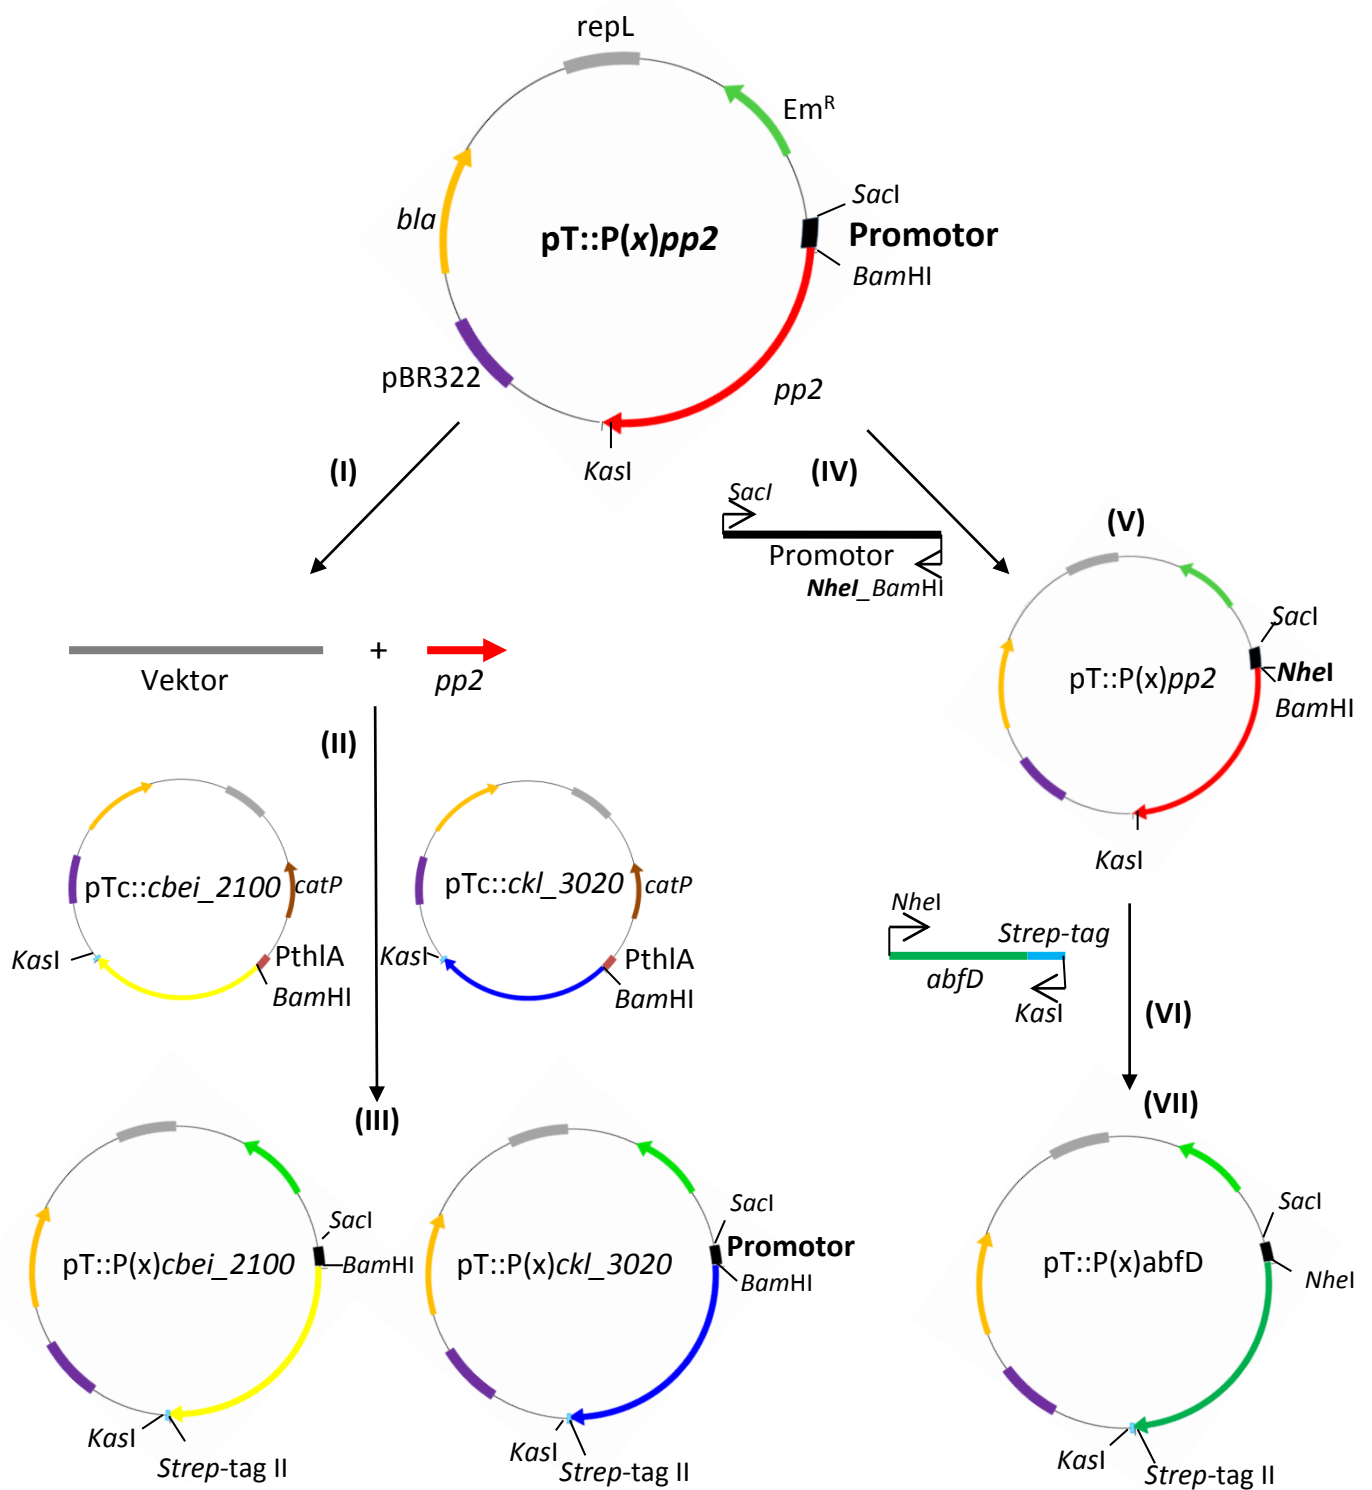 repL
Em^R
SacI
bla
pT::P(x)pp2
Promotor
BamHI
pBR322
pp2
KasI
(I)
(IV)
SacI
Promotor
NheI_BamHI
(V)
SacI
pT::P(x)pp2
NheI
BamHI
KasI
+
Vektor
pp2
(II)
pTc::cbei_2100
catP
KasI
PthlA
BamHI
pTc::ckl_3020
catP
KasI
PthlA
BamHI
NheI
Strep-tag
abfD
KasI
(VI)
(III)
(VII)
SacI
pT::P(x)cbei_2100
BamHI
KasI
Strep-tag II
SacI
Promotor
pT::P(x)ckl_3020
BamHI
KasI
Strep-tag II
SacI
pT::P(x)abfD
NheI
KasI
Strep-tag II